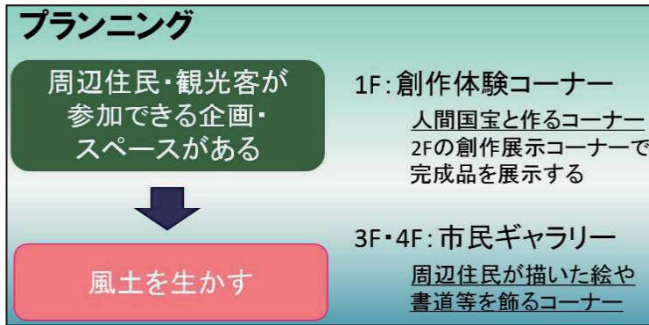 プランニング
周辺住民・観光客が
参加できる企画・
スペースがある
風土を生かす
1F:創作体験コーナー
人間国宝と作るコーナー
2Fの創作展示コーナーで
完成品を展示する
3F・4F:市民ギャラリー
周辺住民が描いた絵や
書道等を飾るコーナー